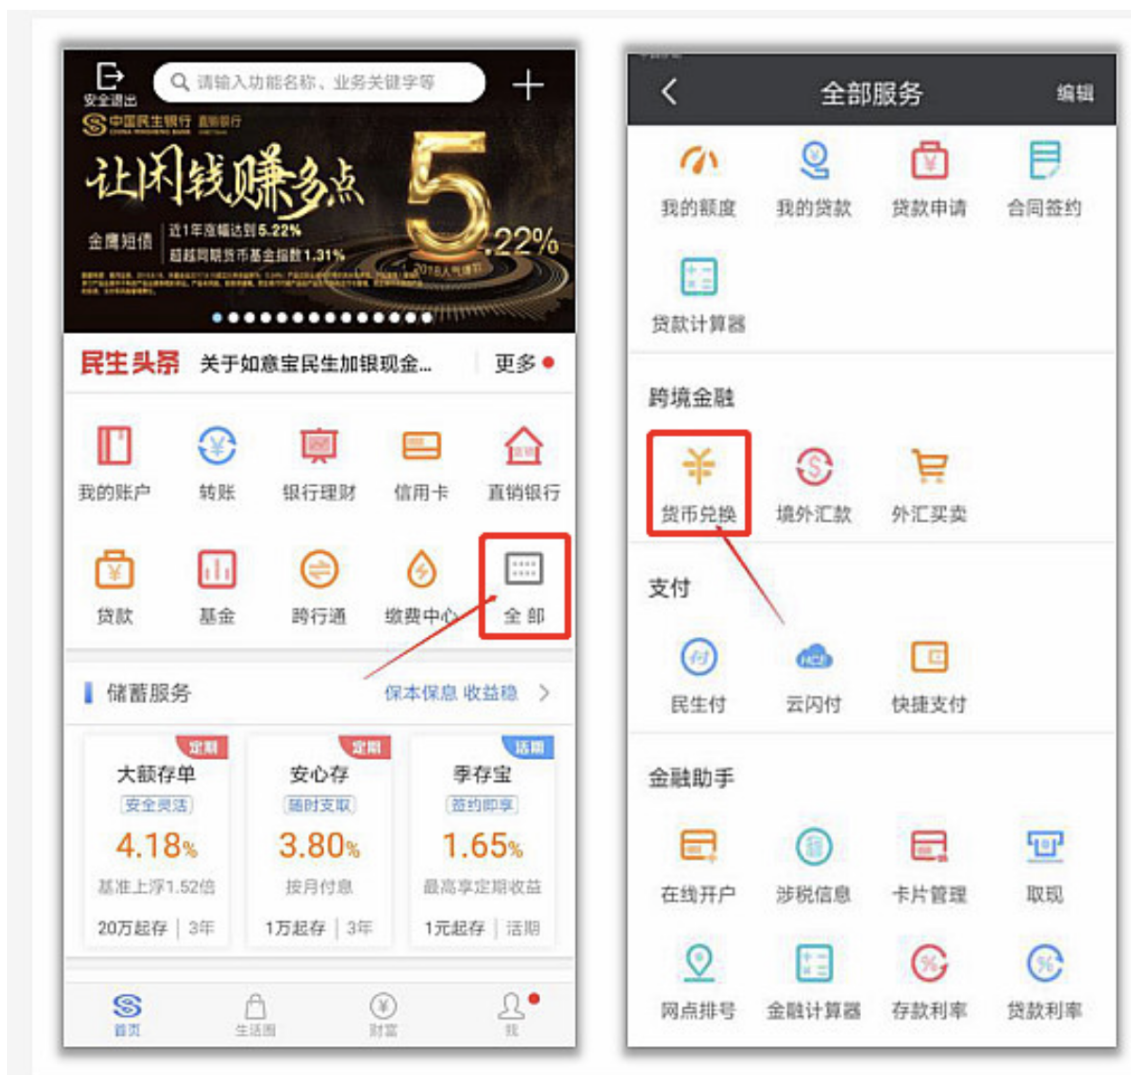 请输入功能名称、业务关键字等
安全退出
中国民生银行 直销银行
CHINA MINSHENG BANK
让闲钱赚多点
5.22%
金鹰短债
近1年涨幅达到5.22%
超越同期货币基金指数1.31%
2018人气
民生头条 关于如意宝民生加银现金... 更多
我的账户 转账 银行理财 信用卡 直销银行
贷款 基金 跨行通 缴费中心 全部
储蓄服务 保本保息 收益稳
定期 定期 活期
大额存单 安心存 季存宝
安全灵活 随时支取 签约即享
4.18% 3.80% 1.65%
基准上浮1.52倍 按月付息 最高享定期收益
20万起存 | 3年 1万起存 | 3年 1元起存 | 活期
首页 生活圈 财富 我
全部服务 编辑
我的额度 我的贷款 贷款申请 合同签约
贷款计算器
跨境金融
货币兑换 境外汇款 外汇买卖
支付
付 HCE
民生付 云闪付 快捷支付
金融助手
在线开户 涉税信息 卡片管理 取现
网点排号 金融计算器 存款利率 贷款利率